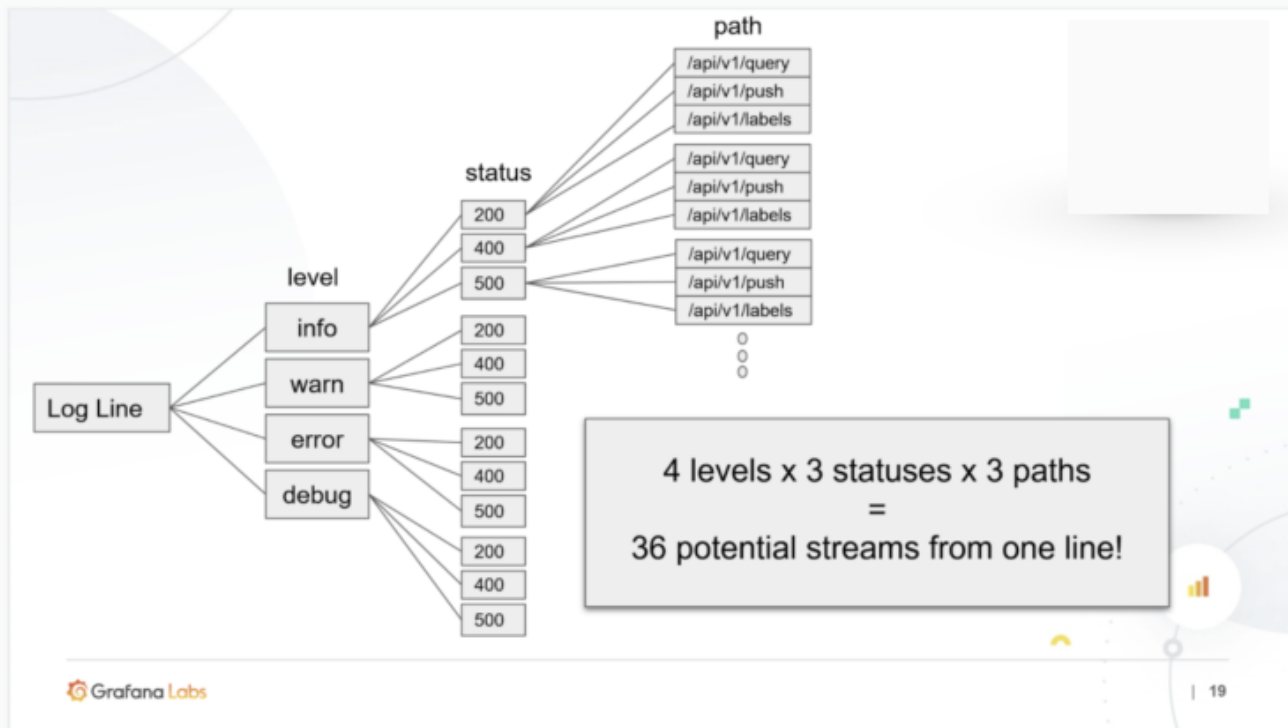 path
/api/v1/query
/api/v1/push
/api/v1/labels
/api/v1/query
/api/v1/push
/api/v1/labels
/api/v1/query
/api/v1/push
/api/v1/labels
status
200
400
500
200
400
500
200
400
500
200
400
500
level
info
warn
error
debug
Log Line
4 levels x 3 statuses x 3 paths
=
36 potential streams from one line!
Grafana Labs
| 19